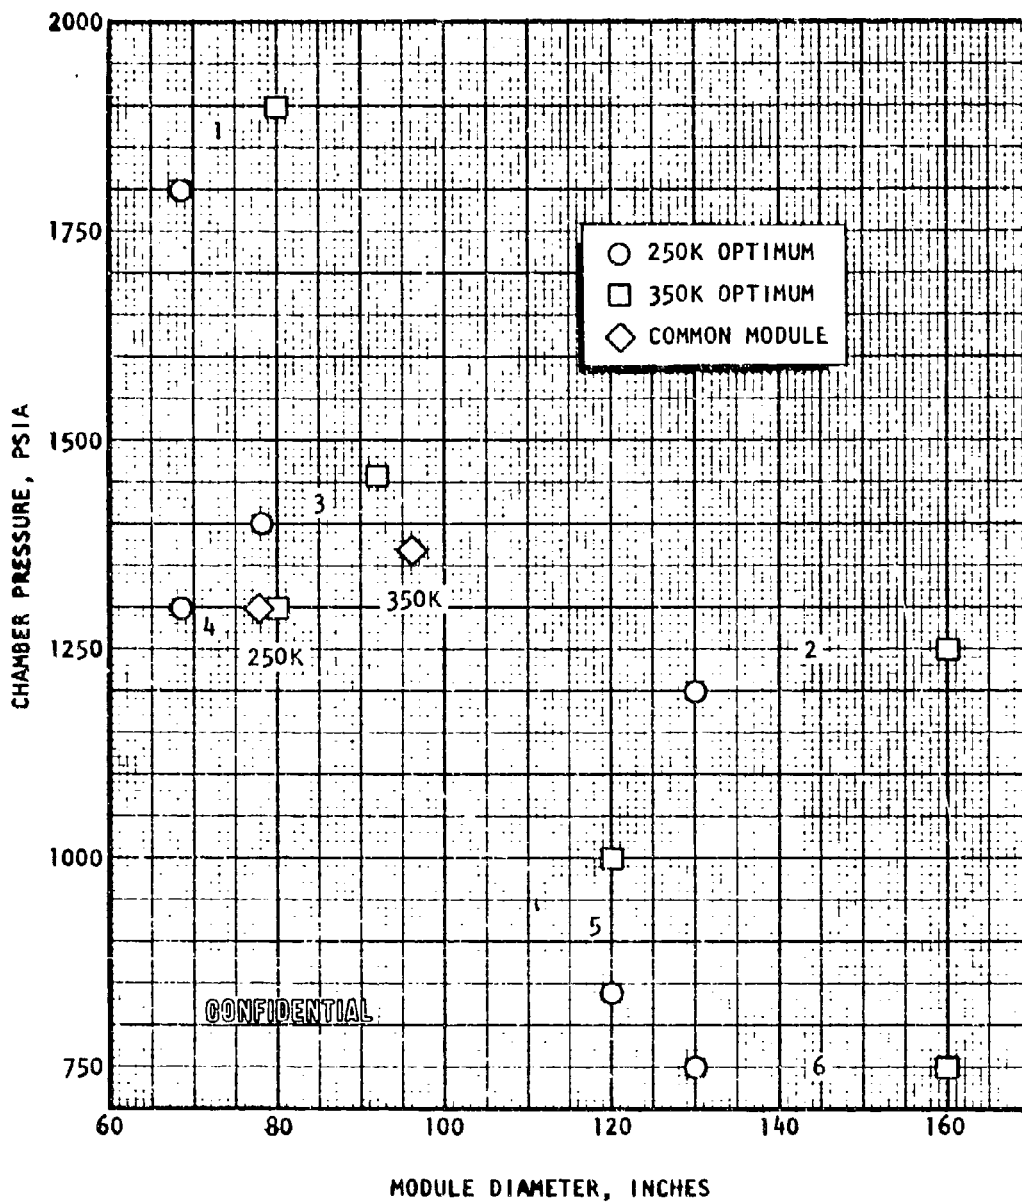 2000
1750
1500
1250
1000
750
CHAMBER PRESSURE, PSIA
○ 250K OPTIMUM
□ 350K OPTIMUM
◇ COMMON MODULE
1
3
350K
4
250K
2
5
6
CONFIDENTIAL
60
80
100
120
140
160
MODULE DIAMETER, INCHES